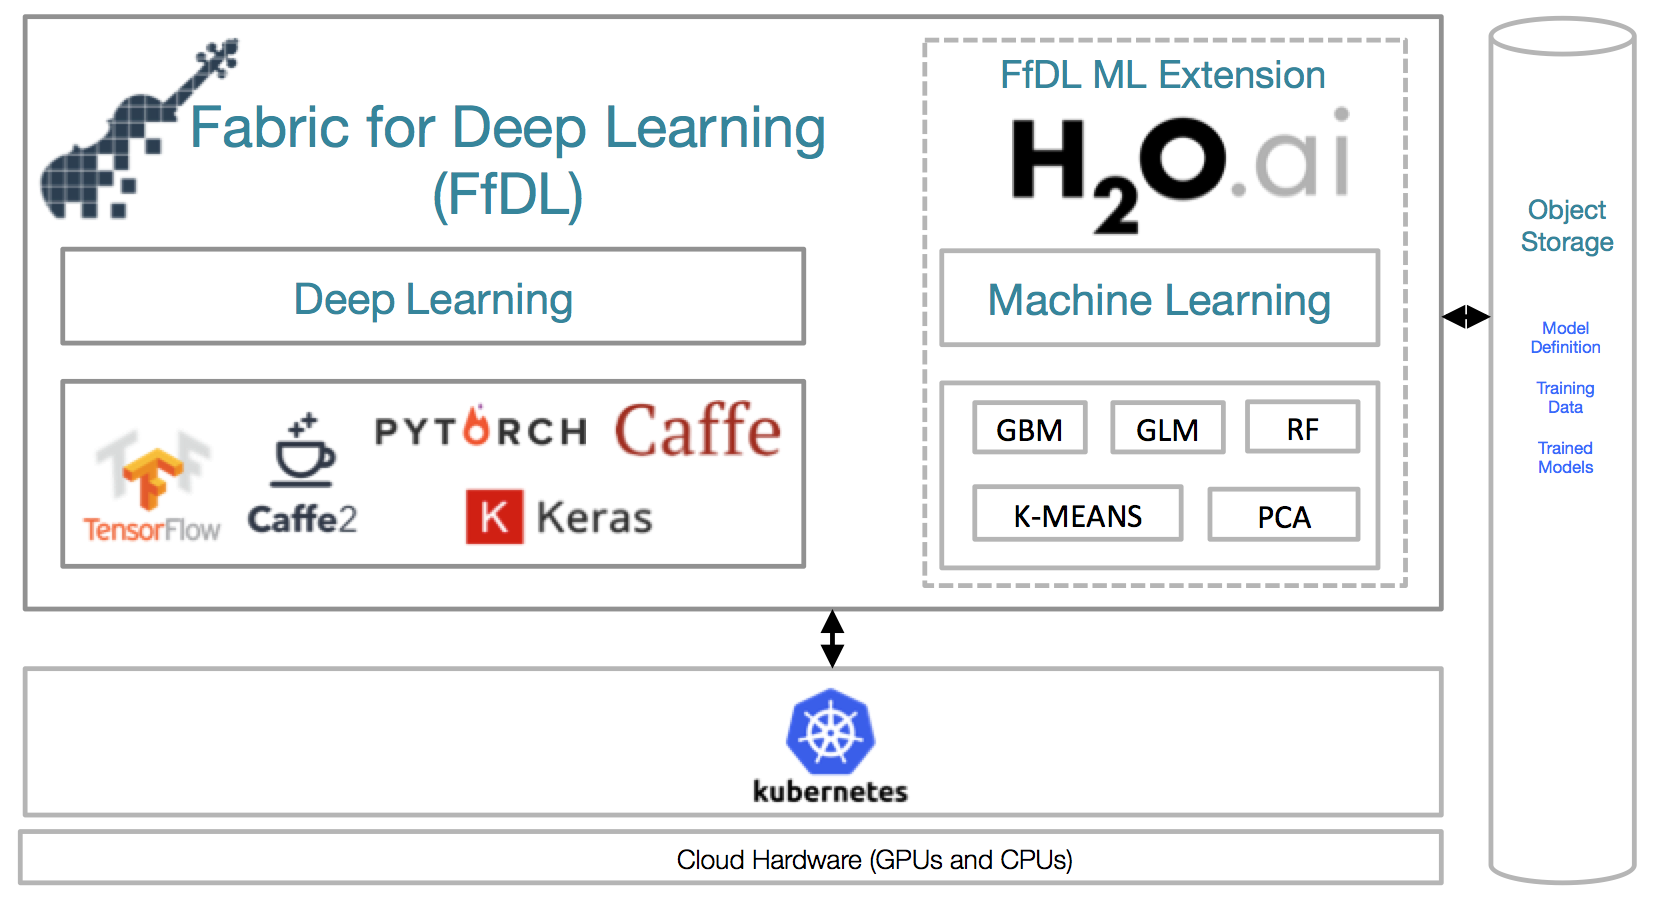 Fabric for Deep Learning
(FfDL)
Deep Learning
TensorFlow
Caffe2
PYTORCH
Caffe
K Keras
FfDL ML Extension
H2O.ai
Machine Learning
GBM
GLM
RF
K-MEANS
PCA
Object
Storage
Model
Definition
Training
Data
Trained
Models
kubernetes
Cloud Hardware (GPUs and CPUs)